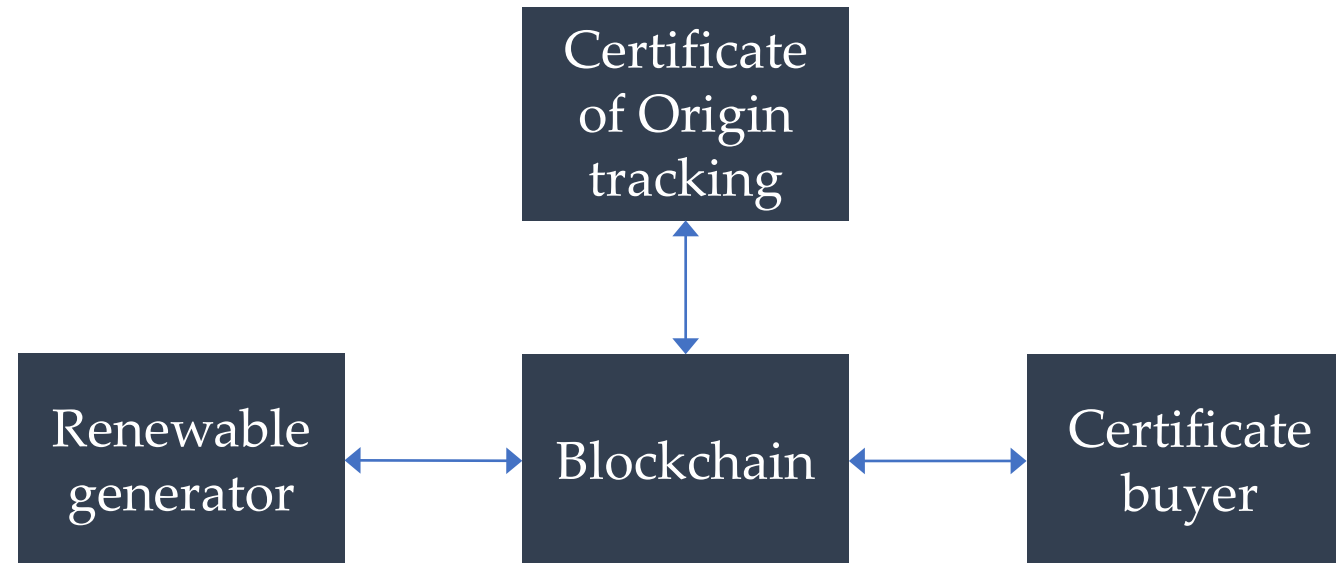 Certificate
of Origin
tracking
Renewable
generator
Blockchain
Certificate
buyer